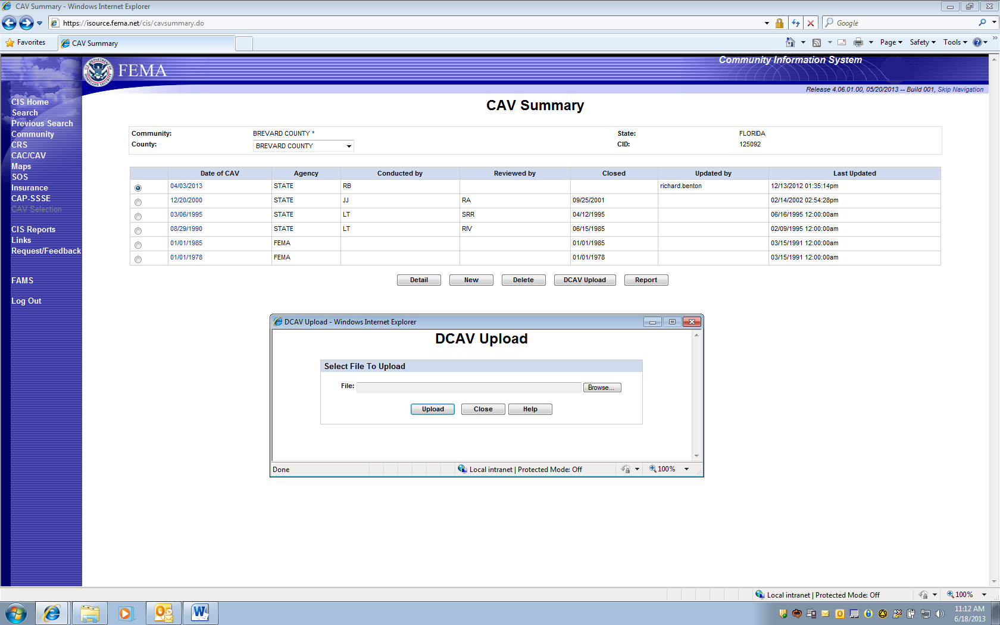 CAV Summary - Windows Internet Explorer
https://isource.fema.net/cis/cavsummary.do
Google
Favorites CAV Summary Page Safety Tools
FEMA
Community Information System
Release 4.06.01.00, 05/20/2013 -- Build 001, Skip Navigation
CIS Home
Search
Previous Search
Community
CRS
CAC/CAV
Maps
SOS
Insurance
CAP-SSSE
CAV Selection
CIS Reports
Links
Request/Feedback
FAMS
Log Out
CAV Summary
Community: BREVARD COUNTY * State: FLORIDA
County: BREVARD COUNTY CID: 125092
Date of CAV Agency Conducted by Reviewed by Closed Updated by Last Updated
04/03/2013 STATE RB richard.benton 12/13/2012 01:35:14pm
12/20/2000 STATE JJ RA 09/25/2001 02/14/2002 02:54:28pm
03/06/1995 STATE LT SRR 04/12/1995 06/16/1995 12:00:00am
08/29/1990 STATE LT RIV 06/15/1985 02/09/1995 12:00:00am
01/01/1985 FEMA 01/01/1985 03/15/1991 12:00:00am
01/01/1978 FEMA 01/01/1978 03/15/1991 12:00:00am
Detail New Delete DCAV Upload Report
DCAV Upload - Windows Internet Explorer
DCAV Upload
Select File To Upload
File: Browse...
Upload Close Help
Done Local intranet | Protected Mode: Off 100%
Local intranet | Protected Mode: Off 100%
11:12 AM
6/18/2013